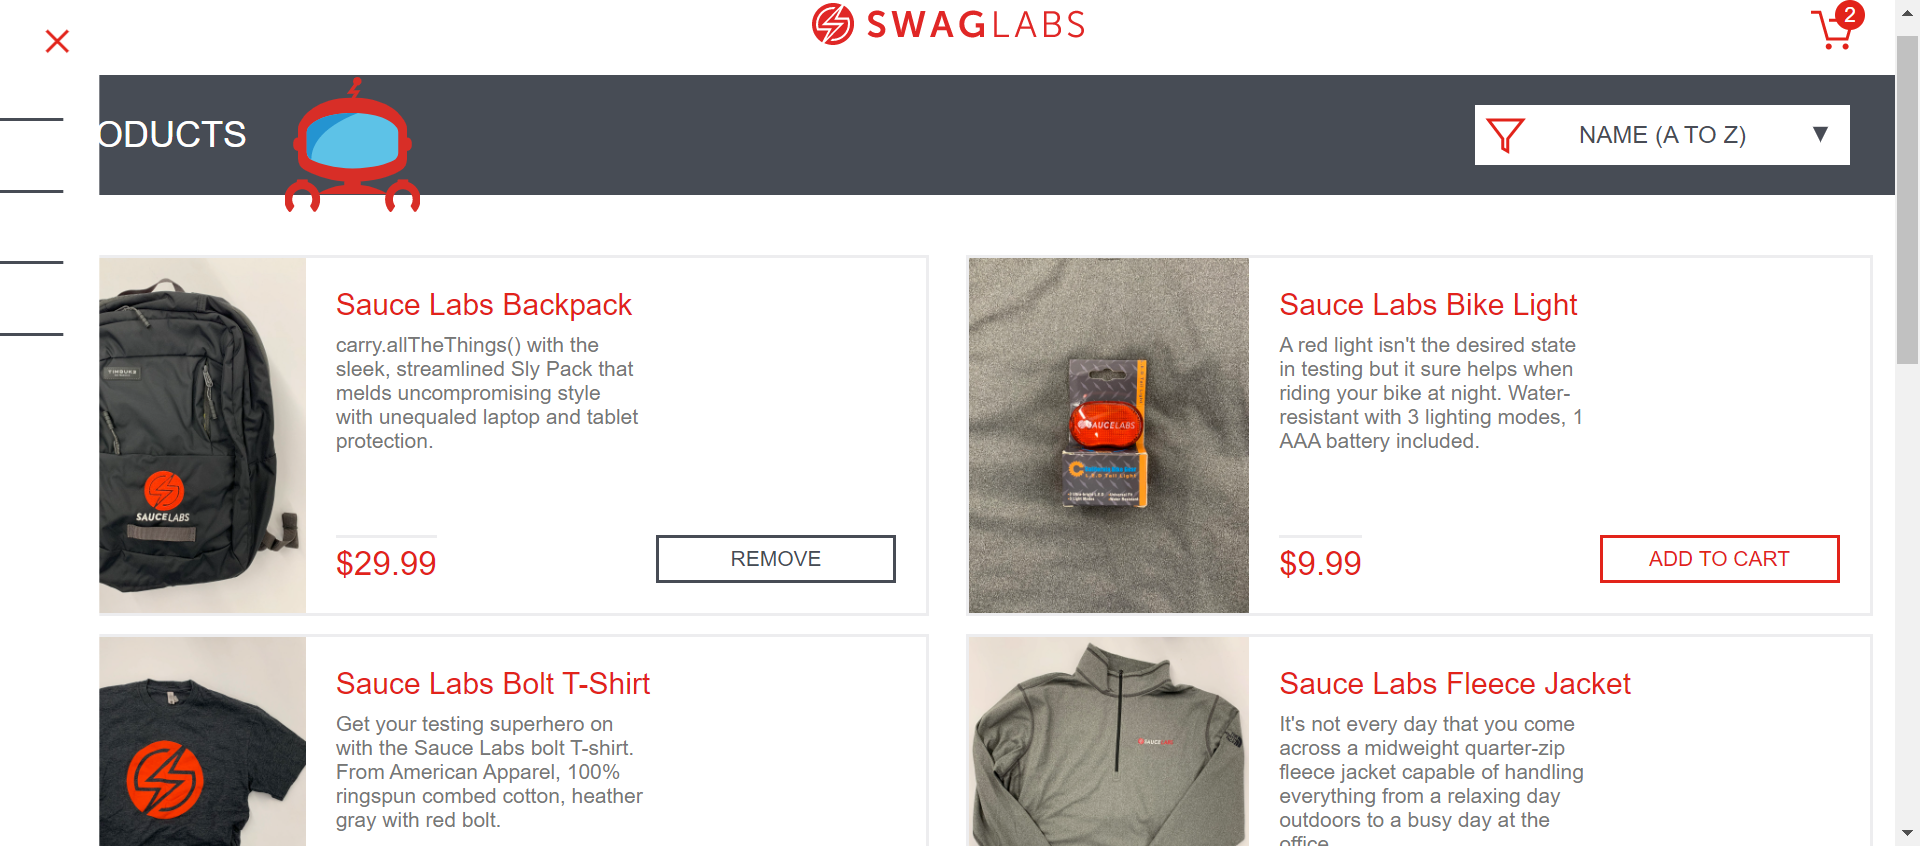 SWAGLABS
2
ODUCTS
NAME (A TO Z)
Sauce Labs Backpack
carry.allTheThings() with the
sleek, streamlined Sly Pack that
melds uncompromising style
with unequaled laptop and tablet
protection.
$29.99
REMOVE
SAUCELABS
Sauce Labs Bike Light
A red light isn't the desired state
in testing but it sure helps when
riding your bike at night. Water-
resistant with 3 lighting modes, 1
AAA battery included.
$9.99
ADD TO CART
SAUCELABS
Sauce Labs Bolt T-Shirt
Get your testing superhero on
with the Sauce Labs bolt T-shirt.
From American Apparel, 100%
ringspun combed cotton, heather
gray with red bolt.
Sauce Labs Fleece Jacket
It's not every day that you come
across a midweight quarter-zip
fleece jacket capable of handling
everything from a relaxing day
outdoors to a busy day at the
office
SAUCELABS